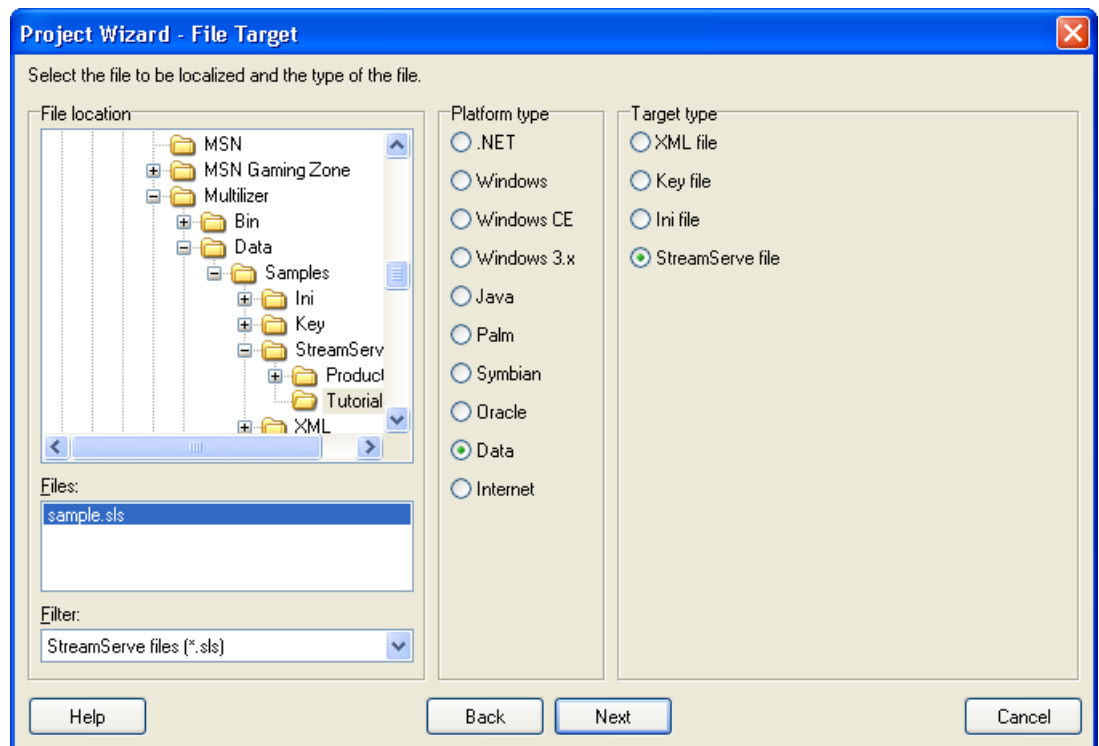 Project Wizard - File Target
Select the file to be localized and the type of the file.
File location
MSN
MSN Gaming Zone
Multilizer
Bin
Data
Samples
Ini
Key
StreamServ
Product
Tutorial
XML
Files:
sample.sls
Filter:
StreamServe files (*.sls)
Platform type
.NET
Windows
Windows CE
Windows 3.x
Java
Palm
Symbian
Oracle
Data
Internet
Target type
XML file
Key file
Ini file
StreamServe file
Help
Back
Next
Cancel